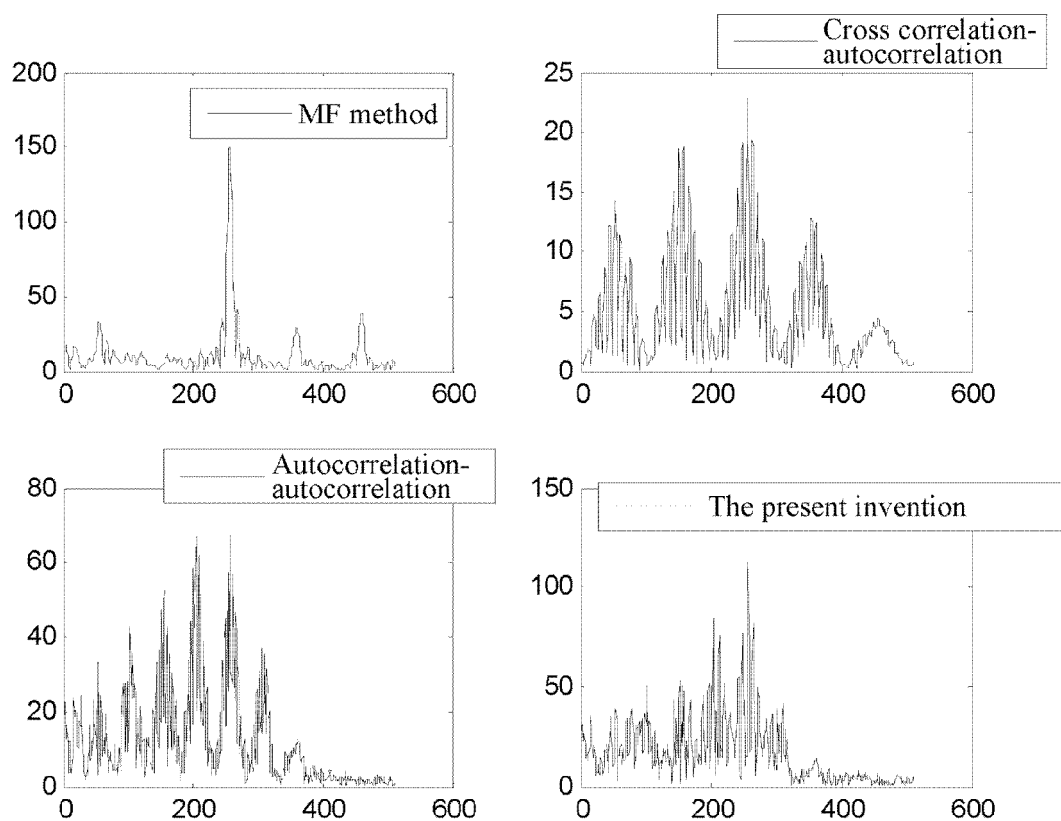 MF method
200
150
100
50
0
0 200 400 600
Cross correlation-
autocorrelation
25
20
15
10
5
0
0 200 400 600
Autocorrelation-
autocorrelation
80
60
40
20
0
0 200 400 600
The present invention
150
100
50
0
0 200 400 600